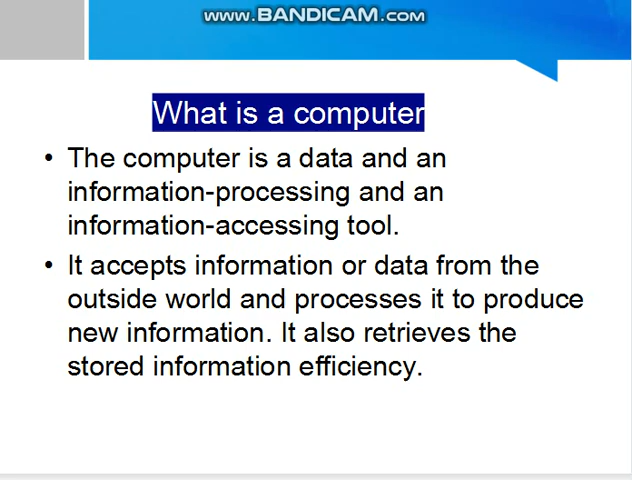 www.BANDICAM.com
What is a computer
• The computer is a data and an
information-processing and an
information-accessing tool.
• It accepts information or data from the
outside world and processes it to produce
new information. It also retrieves the
stored information efficiency.